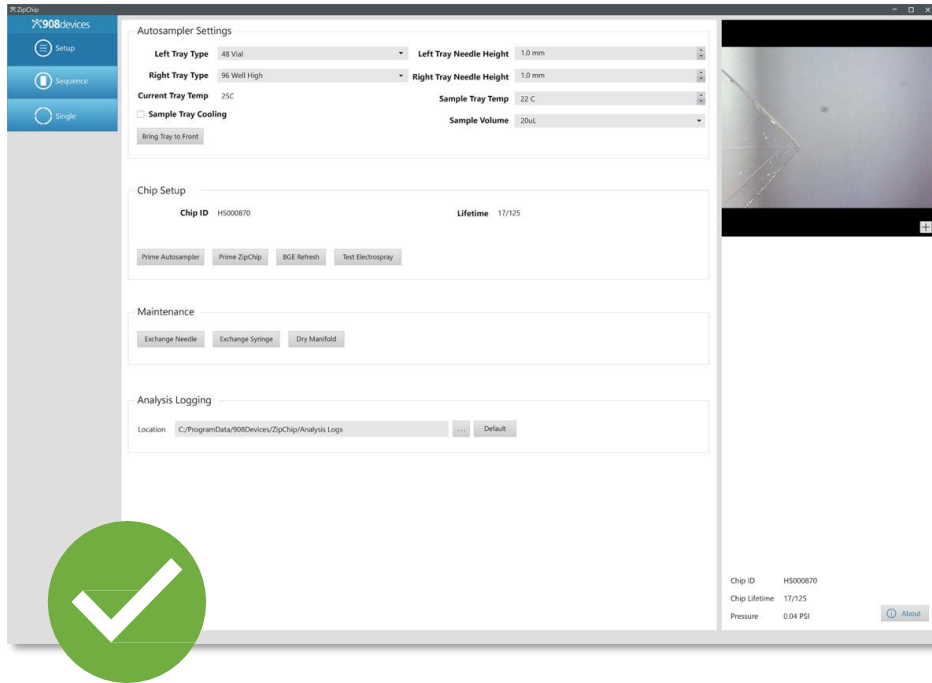 ZipChip
908devices
Setup
Sequence
Single
Autosampler Settings
Left Tray Type 48 Vial Left Tray Needle Height 1.0 mm
Right Tray Type 96 Well High Right Tray Needle Height 1.0 mm
Current Tray Temp 25C Sample Tray Temp 22 C
Sample Tray Cooling Sample Volume 20uL
Bring Tray to Front
Chip Setup
Chip ID HS000870 Lifetime 17/125
Prime Autosampler Prime ZipChip BGE Refresh Test Electrospray
Maintenance
Exchange Needle Exchange Syringe Dry Manifold
Analysis Logging
Location C:/ProgramData/908Devices/ZipChip/Analysis Logs ... Default
Chip ID HS000870
Chip Lifetime 17/125
Pressure 0.04 PSI
About